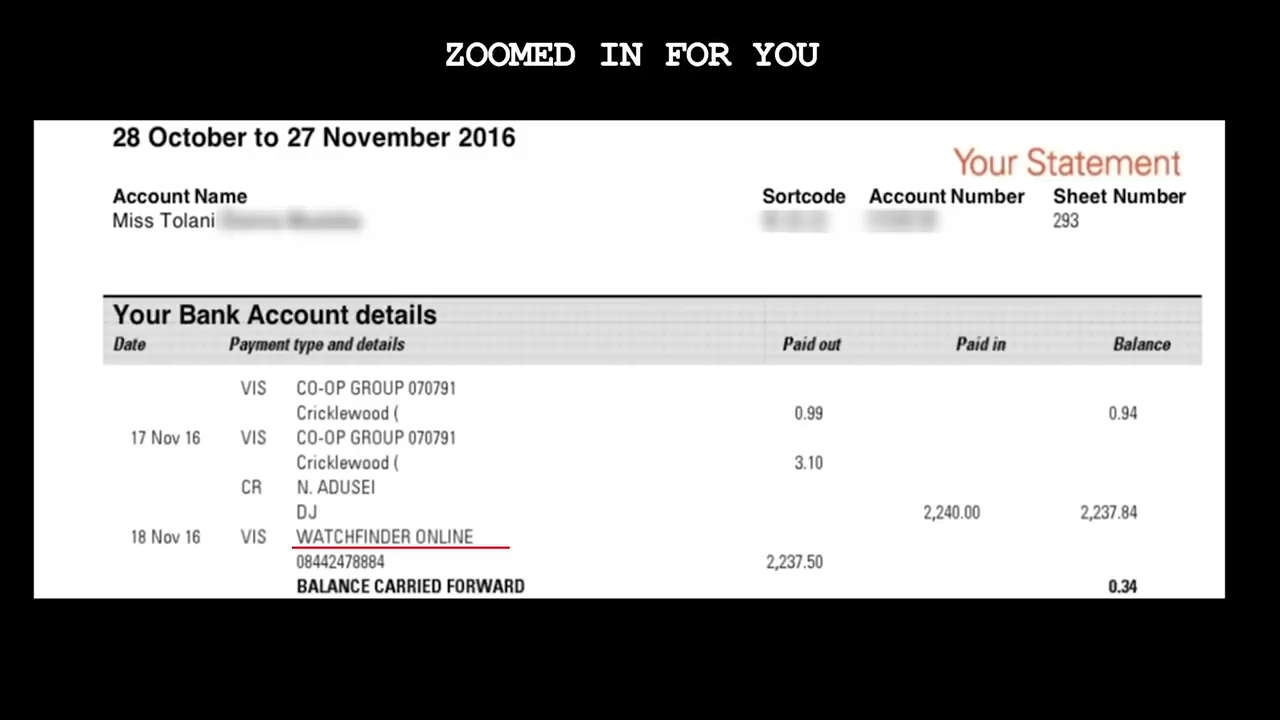 ZOOMED IN FOR YOU
28 October to 27 November 2016
Your Statement
Account Name Sortcode Account Number Sheet Number
Miss Tolani 293
Your Bank Account details
Date Payment type and details Paid out Paid in Balance
VIS CO-OP GROUP 070791
Cricklewood ( 0.99 0.94
17 Nov 16 VIS CO-OP GROUP 070791
Cricklewood ( 3.10
CR N. ADUSEI
DJ 2,240.00 2,237.84
18 Nov 16 VIS WATCHFINDER ONLINE
08442478884 2,237.50
BALANCE CARRIED FORWARD 0.34